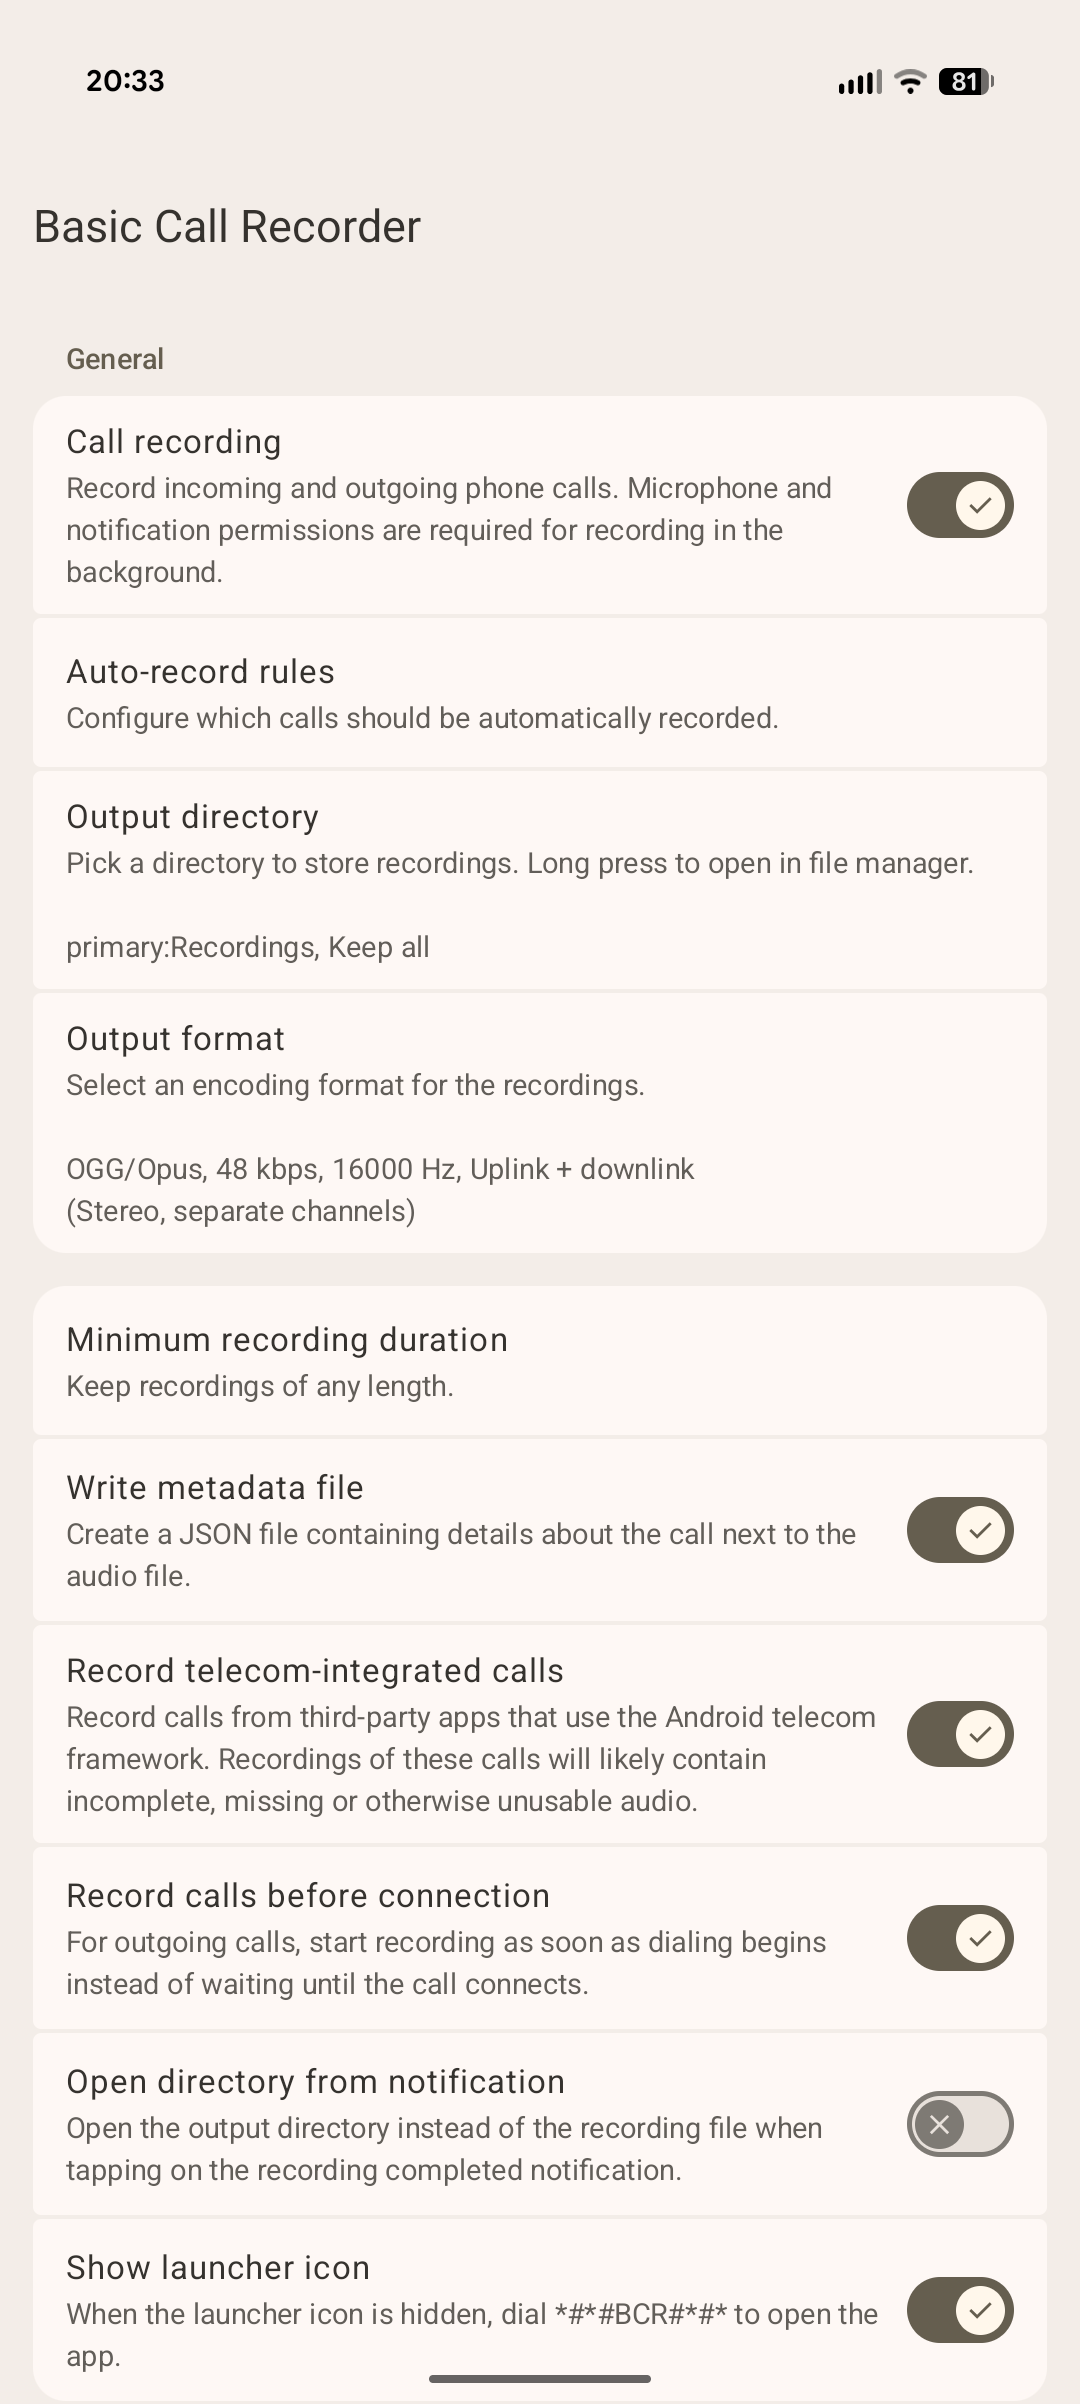 20:33
81
Basic Call Recorder
General
Call recording
Record incoming and outgoing phone calls. Microphone and
notification permissions are required for recording in the
background.
Auto-record rules
Configure which calls should be automatically recorded.
Output directory
Pick a directory to store recordings. Long press to open in file manager.
primary:Recordings, Keep all
Output format
Select an encoding format for the recordings.
OGG/Opus, 48 kbps, 16000 Hz, Uplink + downlink
(Stereo, separate channels)
Minimum recording duration
Keep recordings of any length.
Write metadata file
Create a JSON file containing details about the call next to the
audio file.
Record telecom-integrated calls
Record calls from third-party apps that use the Android telecom
framework. Recordings of these calls will likely contain
incomplete, missing or otherwise unusable audio.
Record calls before connection
For outgoing calls, start recording as soon as dialing begins
instead of waiting until the call connects.
Open directory from notification
Open the output directory instead of the recording file when
tapping on the recording completed notification.
Show launcher icon
When the launcher icon is hidden, dial *#*#BCR#*#* to open the
app.